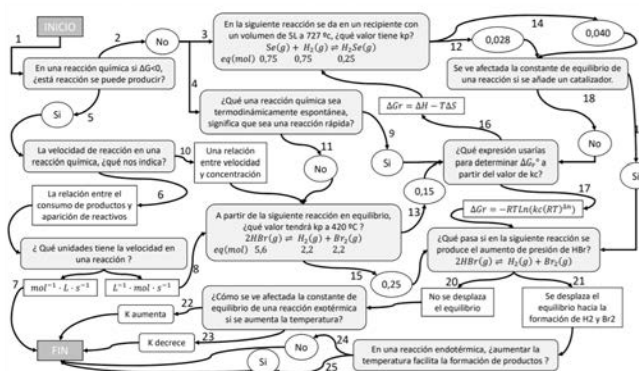 INICIO
1
2
No
3
En la siguiente reacción se da en un recipiente con
un volumen de 5L a 727 ºc, ¿qué valor tiene kp?
Se(g) + H₂(g) ⇌ H₂Se(g)
eq(mol) 0,75 0,75 0,25
14
12
0,028
0,040
En una reacción química si ΔG<0,
¿está reacción se puede producir?
Se ve afectada la constante de equilibrio de
una reacción si se añade un catalizador.
Si
5
4
¿Qué una reacción química sea
termodinámicamente espontánea,
significa que sea una reacción rápida?
ΔGr = ΔH − TΔS
16
18
No
9
Si
11
No
La velocidad de reacción en una
reacción química, ¿qué nos indica?
10
Una relación
entre velocidad
y concentración
¿Qué expresión usarías
para determinar ΔGᵣ° a
partir del valor de kc?
Si
La relación entre el
consumo de productos y
aparición de reactivos
6
0,15
13
17
ΔGr = −RTLn(kc(RT)^Δn)
A partir de la siguiente reacción en equilibrio,
¿qué valor tendrá kp a 420 ºC ?
2HBr(g) ⇌ H₂(g) + Br₂(g)
eq(mol) 5,6 2,2 2,2
¿ Qué unidades tiene la velocidad en
una reacción ?
8
15
0,25
¿Qué pasa si en la siguiente reacción se
produce el aumento de presión de HBr?
2HBr(g) ⇌ H₂(g) + Br₂(g)
7
mol⁻¹ · L · s⁻¹
L⁻¹ · mol · s⁻¹
20
21
No se desplaza
el equilibrio
Se desplaza el
equilibrio hacia la
formación de H2 y Br2
¿Cómo se ve afectada la constante de
equilibrio de una reacción exotérmica
si se aumenta la temperatura?
22
K aumenta
23
K decrece
FIN
No
24
Si
25
En una reacción endotérmica, ¿aumentar la
temperatura facilita la formación de productos ?